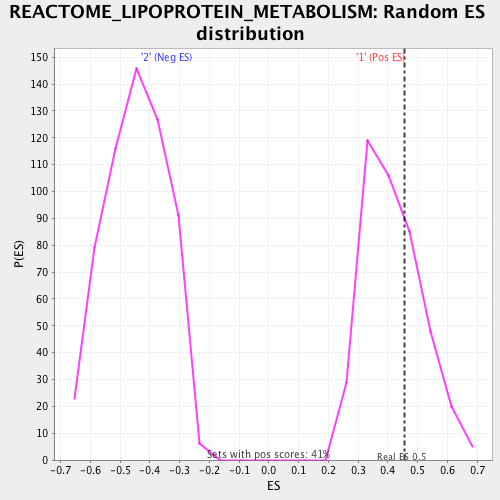 REACTOME_LIPOPROTEIN_METABOLISM: Random ES
distribution
'2' (Neg ES)
'1' (Pos ES)
150
140
130
120
110
100
90
80
70
60
50
40
30
20
10
0
P(ES)
Sets with pos scores: 41%
Real ES 0.5
-0.7 -0.6 -0.5 -0.4 -0.3 -0.2 -0.1 0.0 0.1 0.2 0.3 0.4 0.5 0.6 0.7
ES